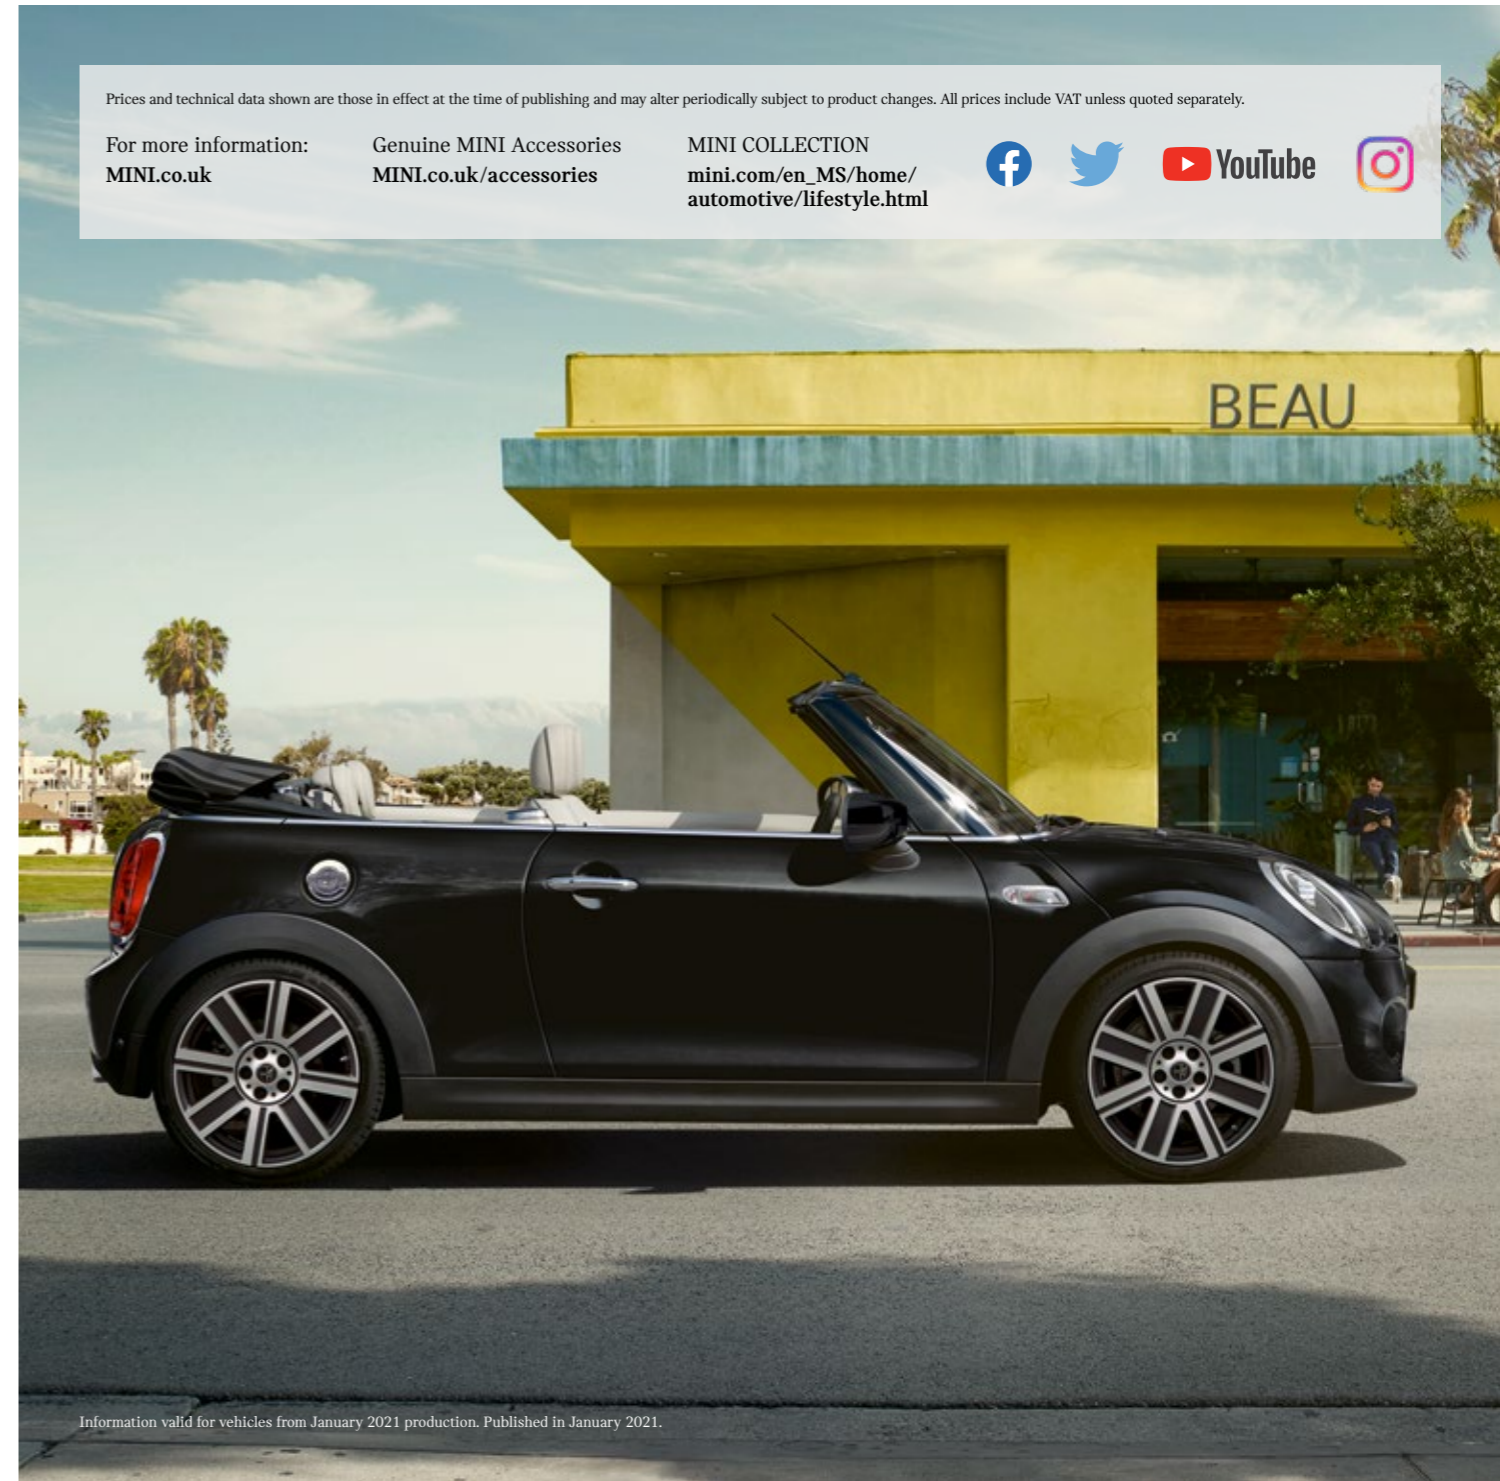 Prices and technical data shown are those in effect at the time of publishing and may alter periodically subject to product changes. All prices include VAT unless quoted separately.
For more information:
MINI.co.uk
Genuine MINI Accessories
MINI.co.uk/accessories
MINI COLLECTION
mini.com/en_MS/home/
automotive/lifestyle.html
YouTube
BEAU
Information valid for vehicles from January 2021 production. Published in January 2021.